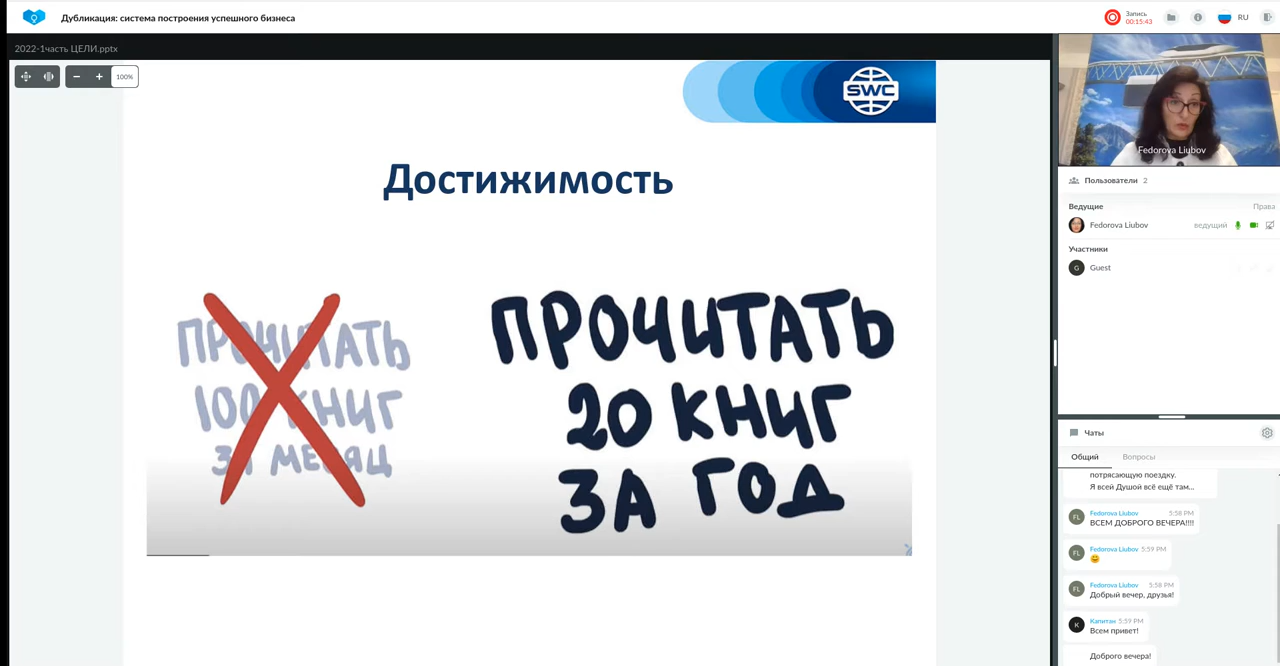 Дубликация: система построения успешного бизнеса
Запись
00:15:43
RU
2022-1часть ЦЕЛИ.pptx
100%
SWC
Достижимость
ПРОЧИТАТЬ
100 КНИГ
ЗА МЕСЯЦ
ПРОЧИТАТЬ
20 КНИГ
ЗА ГОД
Fedorova Liubov
Пользователи 2
Ведущие Права
Fedorova Liubov ведущий
Участники
G Guest
Чаты
Общий Вопросы
потрясающую поездку.
Я всей Душой всё ещё там...
FL Fedorova Liubov 5:58 PM
ВСЕМ ДОБРОГО ВЕЧЕРА!!!!
FL Fedorova Liubov 5:59 PM
😊
FL Fedorova Liubov 5:58 PM
Добрый вечер, друзья!
К Капитан 5:59 PM
Всем привет!
Доброго вечера!